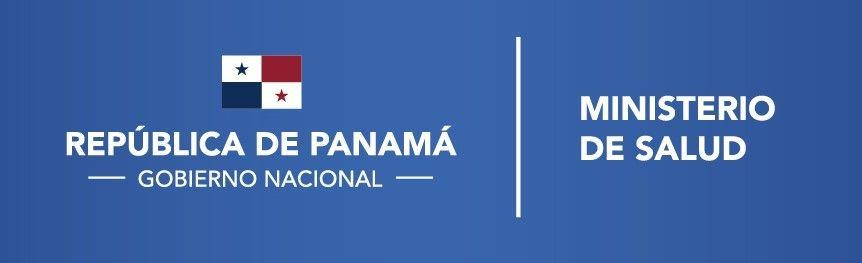 REPÚBLICA DE PANAMÁ
GOBIERNO NACIONAL
MINISTERIO
DE SALUD